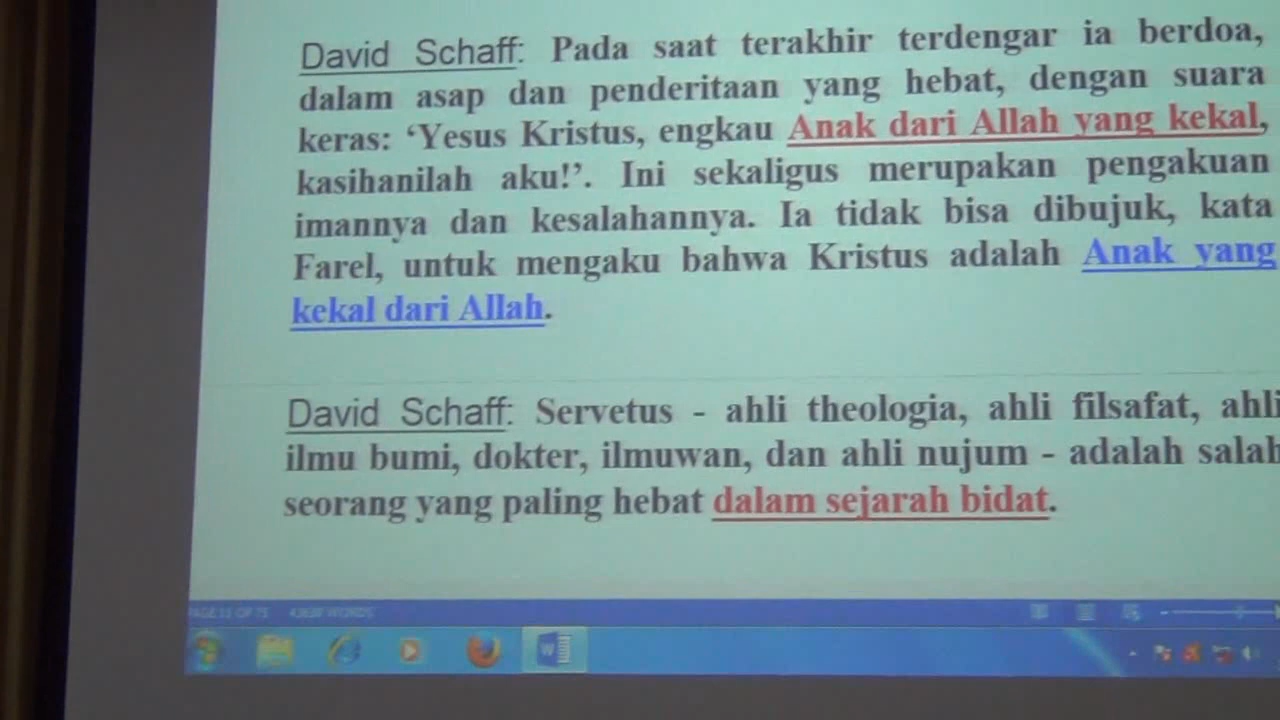 David Schaff: Pada saat terakhir terdengar ia berdoa,
dalam asap dan penderitaan yang hebat, dengan suara
keras: ‘Yesus Kristus, engkau Anak dari Allah yang kekal,
kasihanilah aku!’. Ini sekaligus merupakan pengakuan
imannya dan kesalahannya. Ia tidak bisa dibujuk, kata
Farel, untuk mengaku bahwa Kristus adalah Anak yang
kekal dari Allah.
David Schaff: Servetus - ahli theologia, ahli filsafat, ahli
ilmu bumi, dokter, ilmuwan, dan ahli nujum - adalah salah
seorang yang paling hebat dalam sejarah bidat.